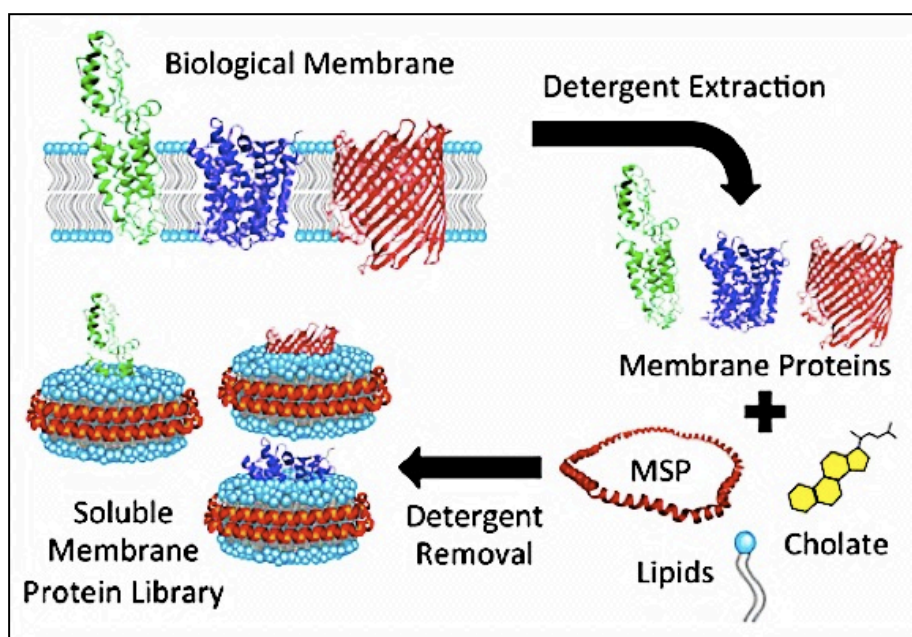 Biological Membrane
Detergent Extraction
Membrane Proteins
MSP
Cholate
Lipids
Detergent
Removal
Soluble
Membrane
Protein Library